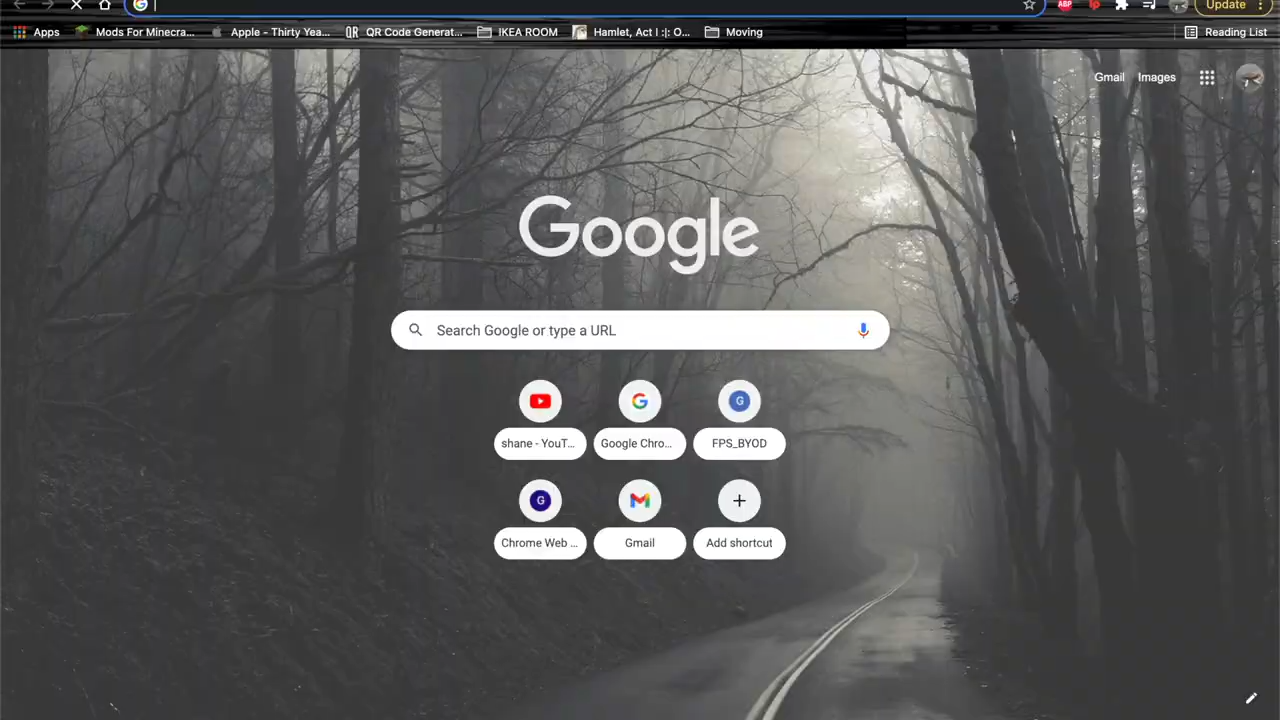 ABP
Update
Apps Mods For Minecra... Apple - Thirty Yea... QR Code Generat... IKEA ROOM Hamlet, Act I :|: O... Moving Reading List
Gmail Images
Google
Search Google or type a URL
G
shane - YouT... Google Chro... FPS_BYOD
G
Chrome Web ... Gmail Add shortcut